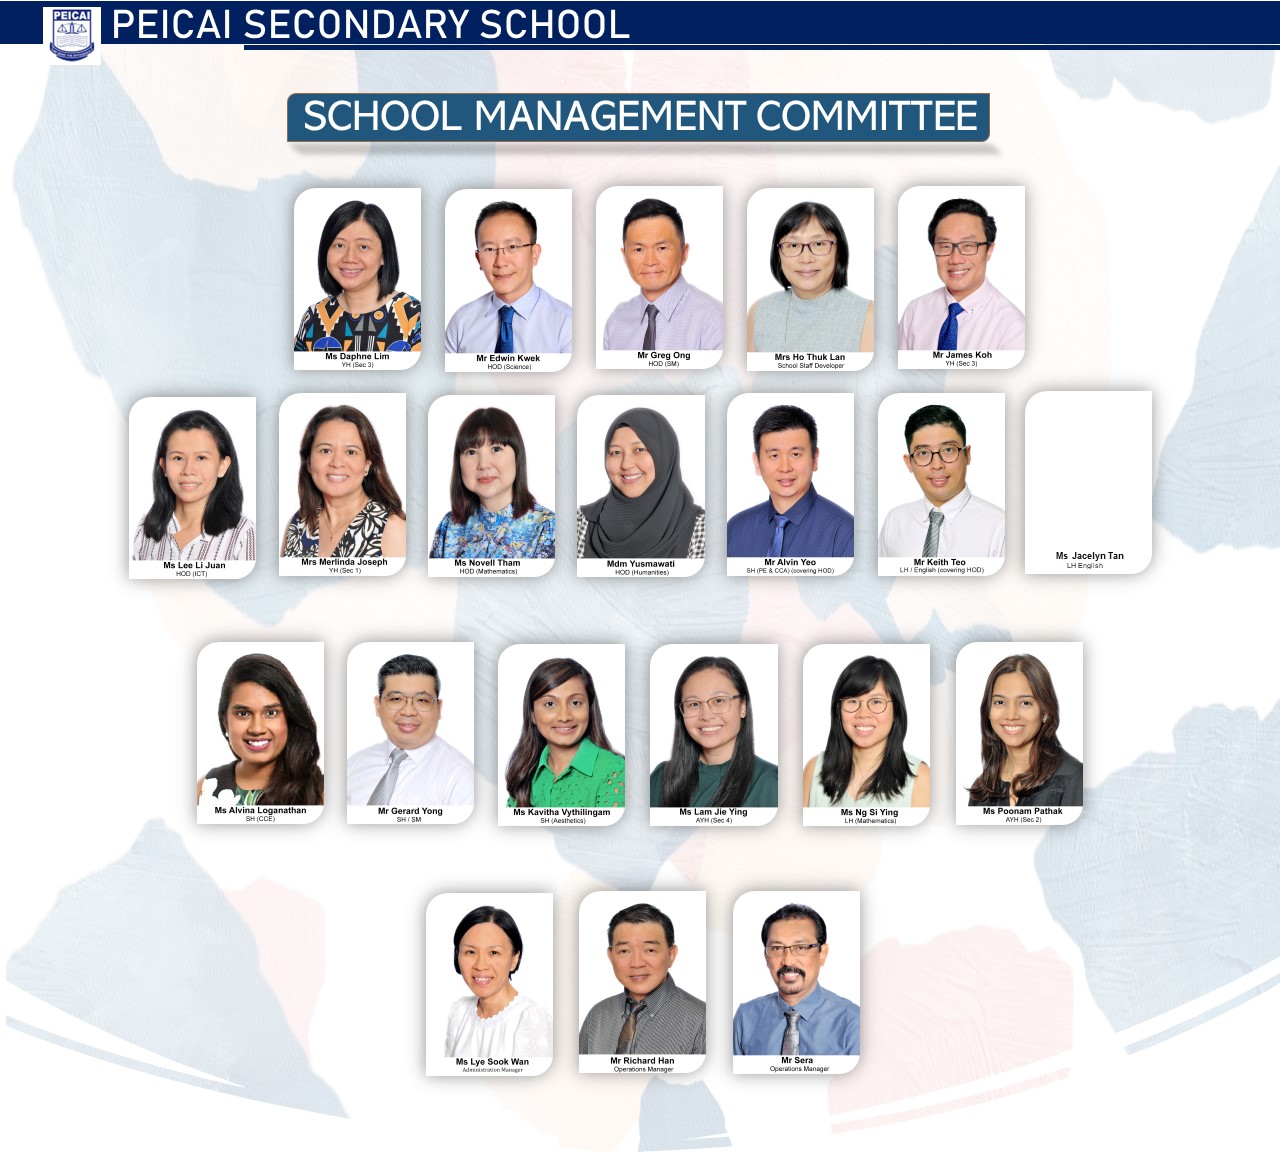 PEICAI
PEICAI SECONDARY SCHOOL
SCHOOL MANAGEMENT COMMITTEE
Ms Daphne Lim
YH (Sec 3)
Mr Edwin Kwek
HOD (Science)
Mr Greg Ong
HOD (SM)
Mrs Ho Thuk Lan
School Staff Developer
Mr James Koh
YH (Sec 3)
Ms Lee Li Juan
HOD (ICT)
Mrs Merlinda Joseph
YH (Sec 1)
Ms Novell Tham
HOD (Mathematics)
Mdm Yusmawati
HOD (Humanities)
Mr Alvin Yeo
SH (PE & CCA) (covering HOD)
Mr Keith Teo
LH / English (covering HOD)
Ms Jacelyn Tan
LH English
Ms Alvina Loganathan
SH (CCE)
Mr Gerard Yong
SH / SM
Ms Kavitha Vythilingam
SH (Aesthetics)
Ms Lam Jie Ying
AYH (Sec 4)
Ms Ng Si Ying
LH (Mathematics)
Ms Poonam Pathak
AYH (Sec 2)
Ms Lye Sook Wan
Administration Manager
Mr Richard Han
Operations Manager
Mr Sera
Operations Manager